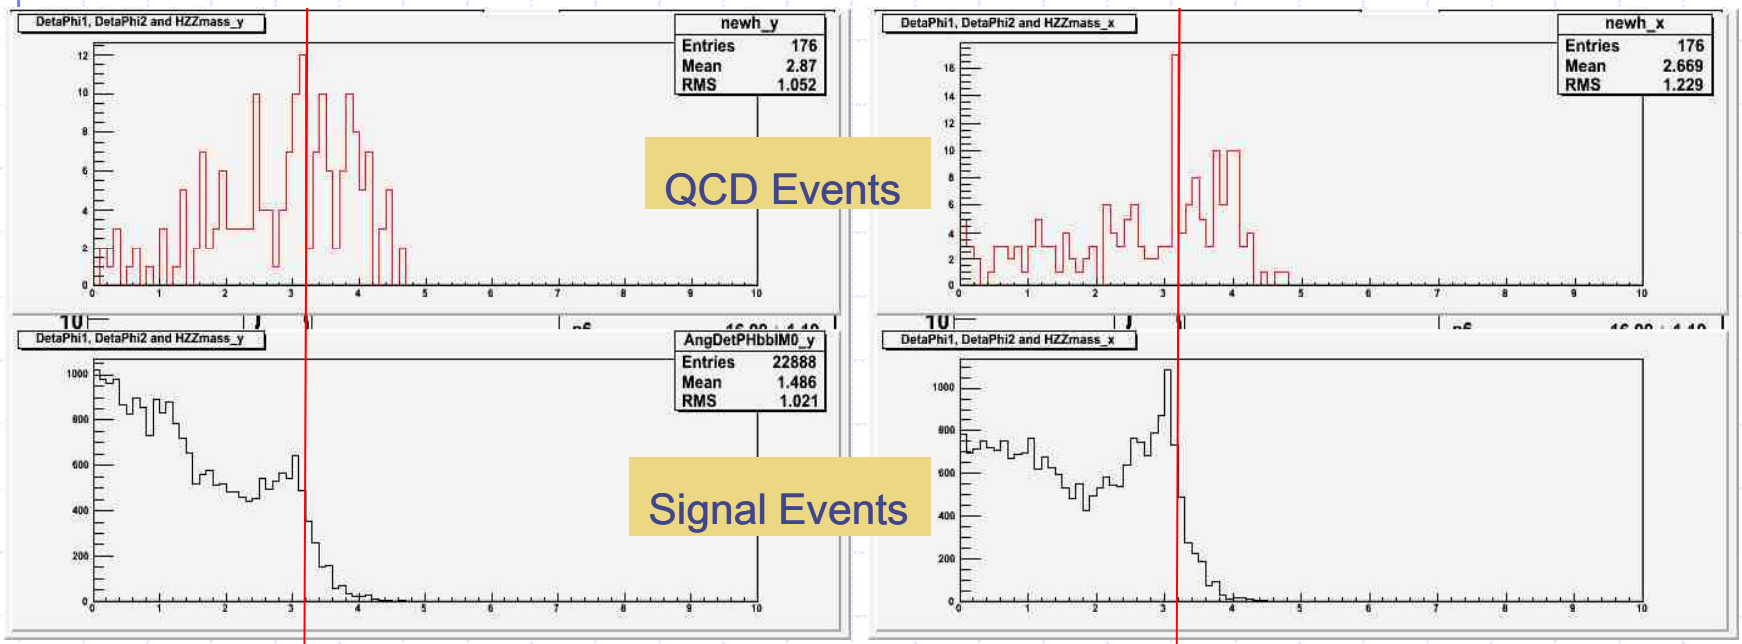 DetaPhi1, DetaPhi2 and HZZmass_y
newh_y
Entries 176
Mean 2.87
RMS 1.052
12
10
8
6
4
2
0
0 1 2 3 4 5 6 7 8 9 10
DetaPhi1, DetaPhi2 and HZZmass_x
newh_x
Entries 176
Mean 2.669
RMS 1.229
16
14
12
10
8
6
4
2
0
0 1 2 3 4 5 6 7 8 9 10
QCD Events
10
10
DetaPhi1, DetaPhi2 and HZZmass_y
AngDetPHbblM0_y
Entries 22888
Mean 1.486
RMS 1.021
1000
800
600
400
200
0
0 1 2 3 4 5 6 7 8 9 10
DetaPhi1, DetaPhi2 and HZZmass_x
1000
800
600
400
200
0
0 1 2 3 4 5 6 7 8 9 10
Signal Events